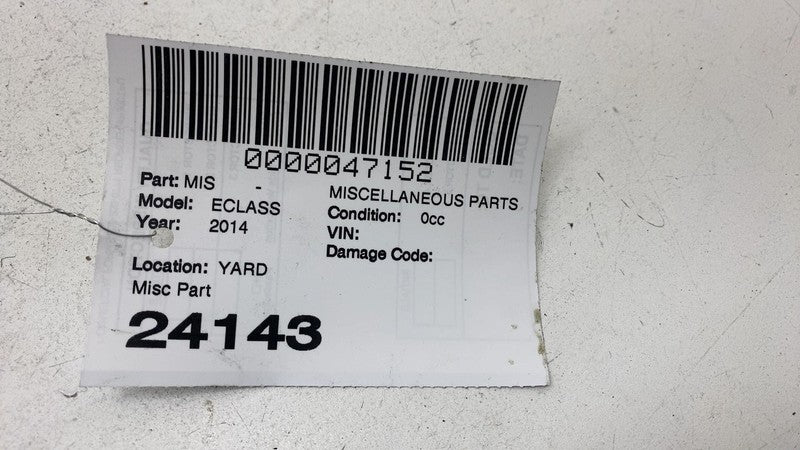 0000047152
Part: MIS - MISCELLANEOUS PARTS
Model: ECLASS Condition: 0cc
Year: 2014 VIN:
Damage Code:
Location: YARD
Misc Part
24143